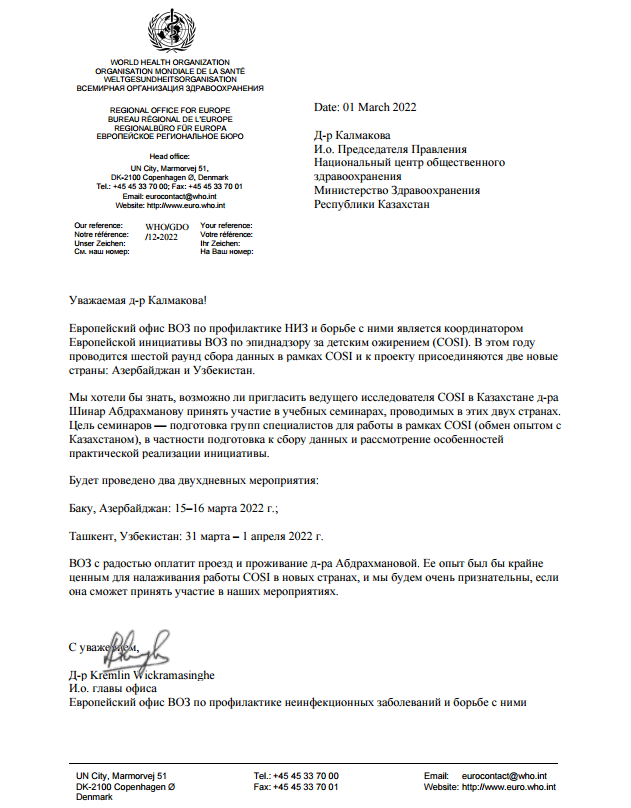 WORLD HEALTH ORGANIZATION
ORGANISATION MONDIALE DE LA SANTÉ
WELTGESUNDHEITSORGANISATION
ВСЕМИРНАЯ ОРГАНИЗАЦИЯ ЗДРАВООХРАНЕНИЯ
REGIONAL OFFICE FOR EUROPE
BUREAU RÉGIONAL DE L'EUROPE
REGIONALBÜRO FÜR EUROPA
ЕВРОПЕЙСКОЕ РЕГИОНАЛЬНОЕ БЮРО
Head office:
UN City, Marmorvej 51,
DK-2100 Copenhagen Ø, Denmark
Tel.: +45 45 33 70 00; Fax: +45 45 33 70 01
Email: eurocontact@who.int
Website: http://www.euro.who.int
Our reference: WHO/GDO Your reference:
Notre référence: /12-2022 Votre référence:
Unser Zeichen: Ihr Zeichen:
См. наш номер: На Ваш номер:
Date: 01 March 2022
Д-р Калмакова
И.о. Председателя Правления
Национальный центр общественного
здравоохранения
Министерство Здравоохранения
Республики Казахстан
Уважаемая д-р Калмакова!
Европейский офис ВОЗ по профилактике НИЗ и борьбе с ними является координатором
Европейской инициативы ВОЗ по эпиднадзору за детским ожирением (COSI). В этом году
проводится шестой раунд сбора данных в рамках COSI и к проекту присоединяются две новые
страны: Азербайджан и Узбекистан.
Мы хотели бы знать, возможно ли пригласить ведущего исследователя COSI в Казахстане д-ра
Шинар Абдрахманову принять участие в учебных семинарах, проводимых в этих двух странах.
Цель семинаров — подготовка групп специалистов для работы в рамках COSI (обмен опытом с
Казахстаном), в частности подготовка к сбору данных и рассмотрение особенностей
практической реализации инициативы.
Будет проведено два двухдневных мероприятия:
Баку, Азербайджан: 15–16 марта 2022 г.;
Ташкент, Узбекистан: 31 марта – 1 апреля 2022 г.
ВОЗ с радостью оплатит проезд и проживание д-ра Абдрахмановой. Ее опыт был бы крайне
ценным для налаживания работы COSI в новых странах, и мы будем очень признательны, если
она сможет принять участие в наших мероприятиях.
С уважением,
Д-р Kremlin Wickramasinghe
И.о. главы офиса
Европейский офис ВОЗ по профилактике неинфекционных заболеваний и борьбе с ними
UN City, Marmorvej 51 Tel.: +45 45 33 70 00 Email: eurocontact@who.int
DK-2100 Copenhagen Ø Fax: +45 45 33 70 01 Website: http://www.euro.who.int
Denmark